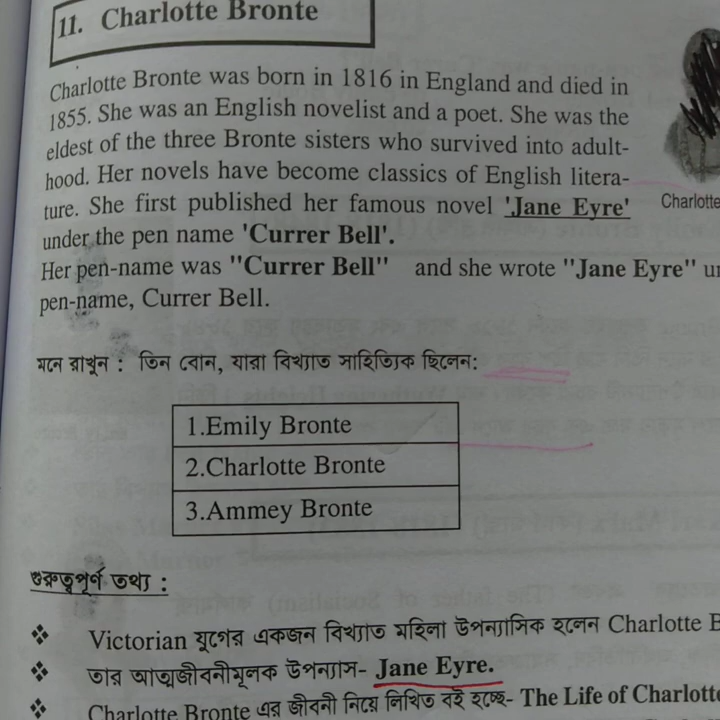 11. Charlotte Bronte
Charlotte Bronte was born in 1816 in England and died in
1855. She was an English novelist and a poet. She was the
eldest of the three Bronte sisters who survived into adult-
hood. Her novels have become classics of English litera-
ture. She first published her famous novel 'Jane Eyre'
under the pen name 'Currer Bell'.
Charlotte
Her pen-name was "Currer Bell" and she wrote "Jane Eyre"
pen-name, Currer Bell.
মনে রাখুন : তিন বোন, যারা বিখ্যাত সাহিত্যিক ছিলেন:
1.Emily Bronte
2.Charlotte Bronte
3.Ammey Bronte
গুরুত্বপূর্ণ তথ্য :
❖ Victorian যুগের একজন বিখ্যাত মহিলা উপন্যাসিক হলেন Charlotte
❖ তার আত্মজীবনীমূলক উপন্যাস- Jane Eyre.
❖ Charlotte Bronte এর জীবনী নিয়ে লিখিত বই হচ্ছে- The Life of Charlotte